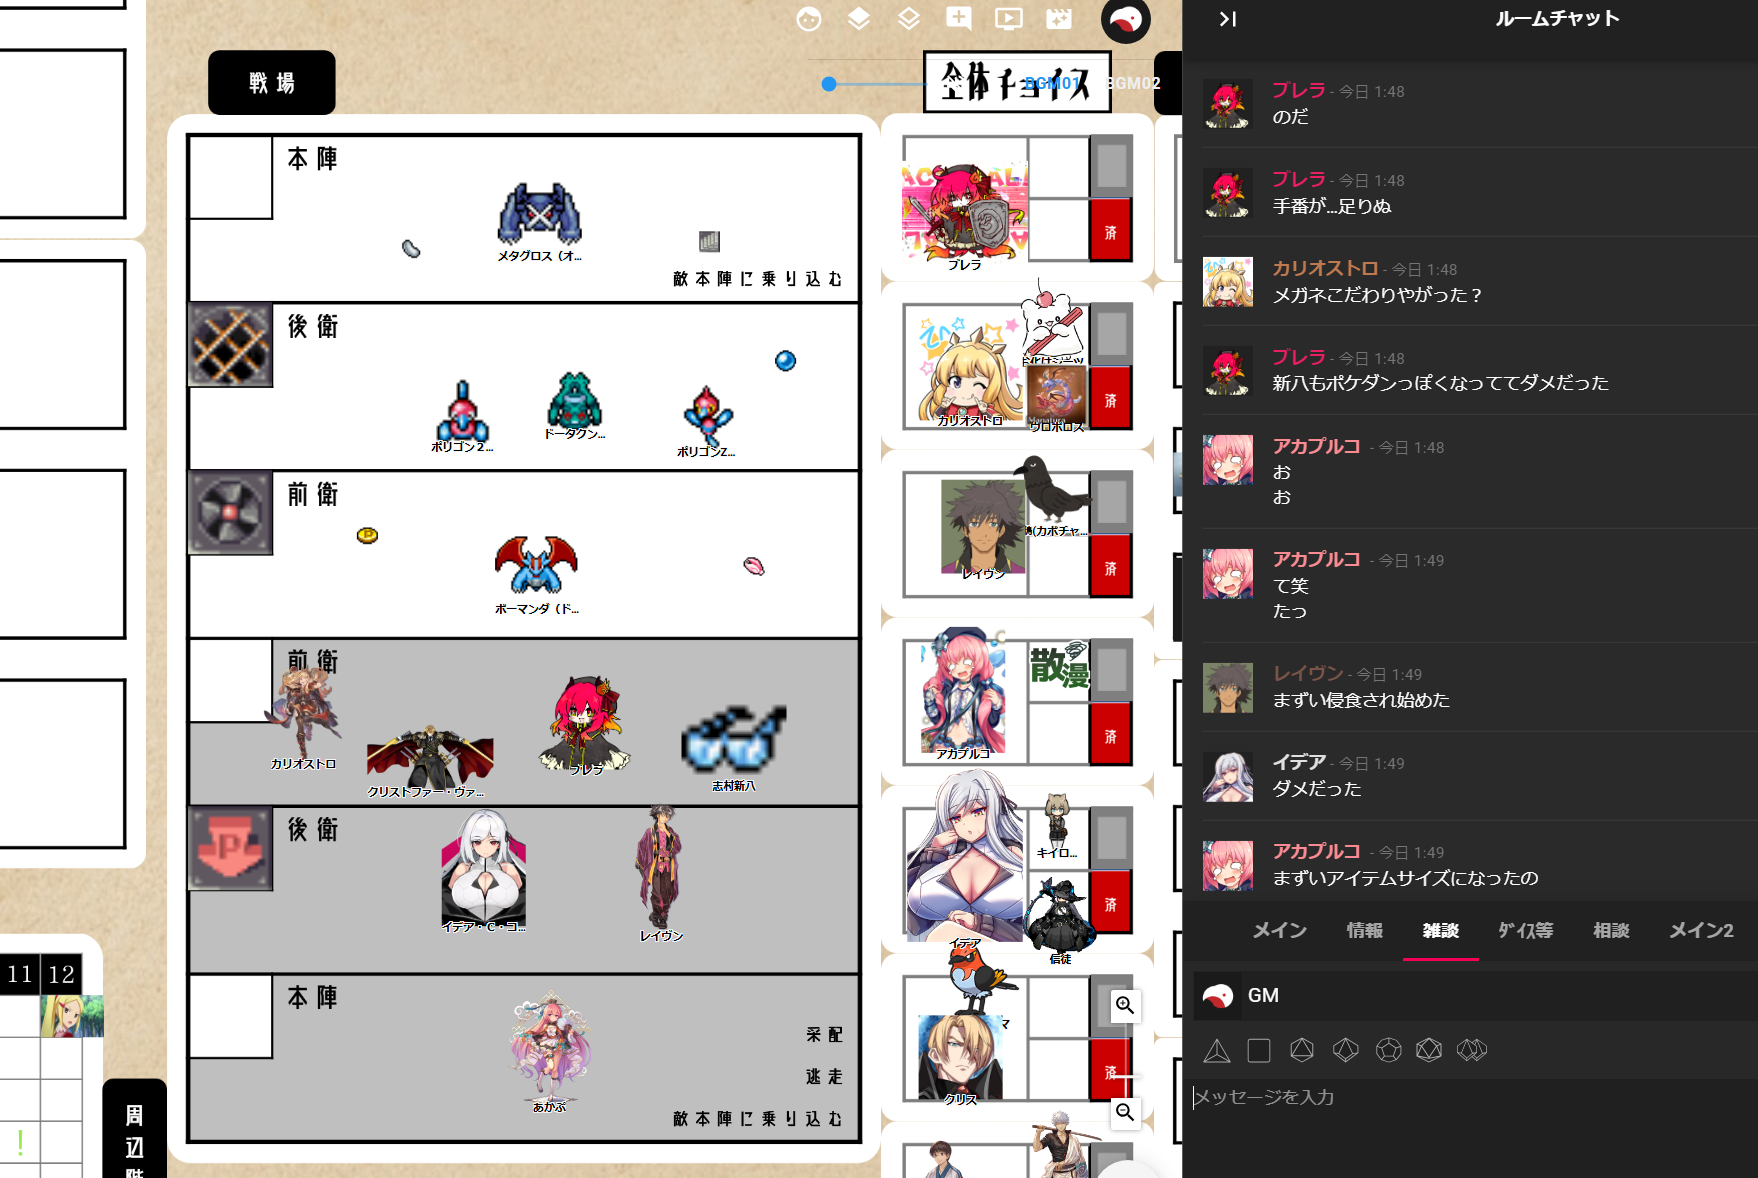 戦場
全体チョイス
BGM01
BGM02
本陣
メタグロス（オ...
敵本陣に乗り込む
後衛
ポリゴン２...
ドータクン...
ポリゴンZ...
前衛
P
ボーマンダ（ド...
前衛
カリオストロ
クリストファー・ヴァ...
ブレラ
志村新八
後衛
P
イデア・C・コ...
レイヴン
本陣
あかぷ
采配
逃走
敵本陣に乗り込む
11
12
!
周辺
ブレラ
済
カリオストロ
ウロボロス
済
レイヴン
(カボチャ...
済
アカプルコ
散漫
済
イデア
キイロ...
信徒
済
クリス
マ
済
ルームチャット
ブレラ - 今日 1:48
のだ
ブレラ - 今日 1:48
手番が...足りぬ
カリオストロ - 今日 1:48
メガネこだわりやがった？
ブレラ - 今日 1:48
新八もポケダンっぽくなっててダメだった
アカプルコ - 今日 1:48
お
お
アカプルコ - 今日 1:49
て笑
たっ
レイヴン - 今日 1:49
まずい侵食され始めた
イデア - 今日 1:49
ダメだった
アカプルコ - 今日 1:49
まずいアイテムサイズになったの
メイン
情報
雑談
ﾀﾞｲｽ等
相談
メイン2
GM
メッセージを入力